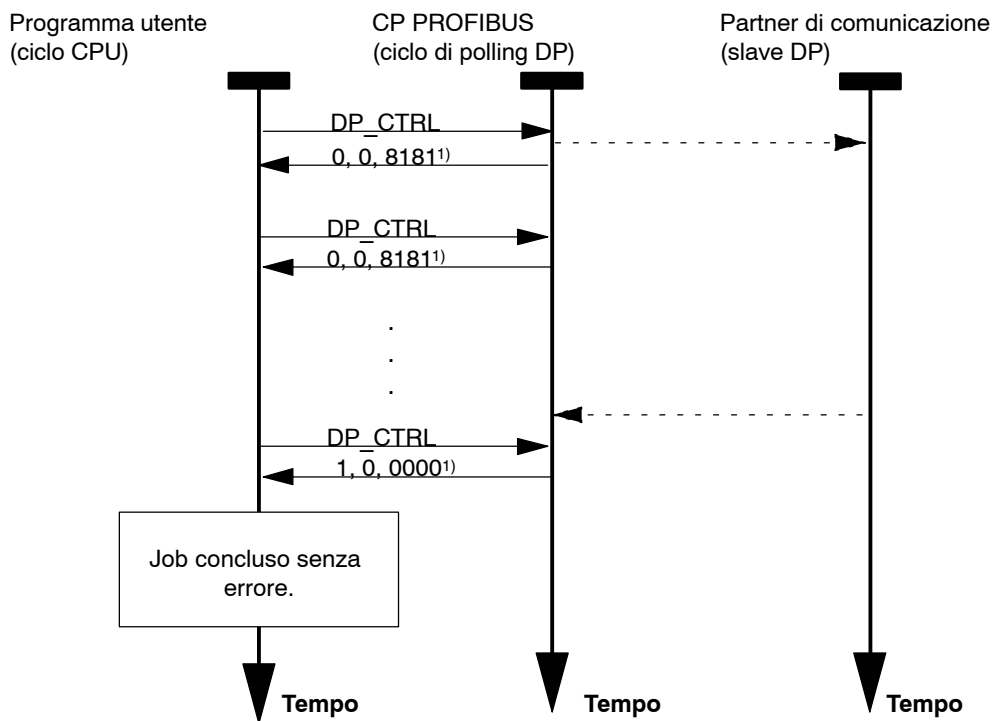 Programma utente
(ciclo CPU)
CP PROFIBUS
(ciclo di polling DP)
Partner di comunicazione
(slave DP)
DP_CTRL
0, 0, 8181¹⁾
DP_CTRL
0, 0, 8181¹⁾
.
.
.
DP_CTRL
1, 0, 0000¹⁾
Job concluso senza
errore.
Tempo
Tempo
Tempo